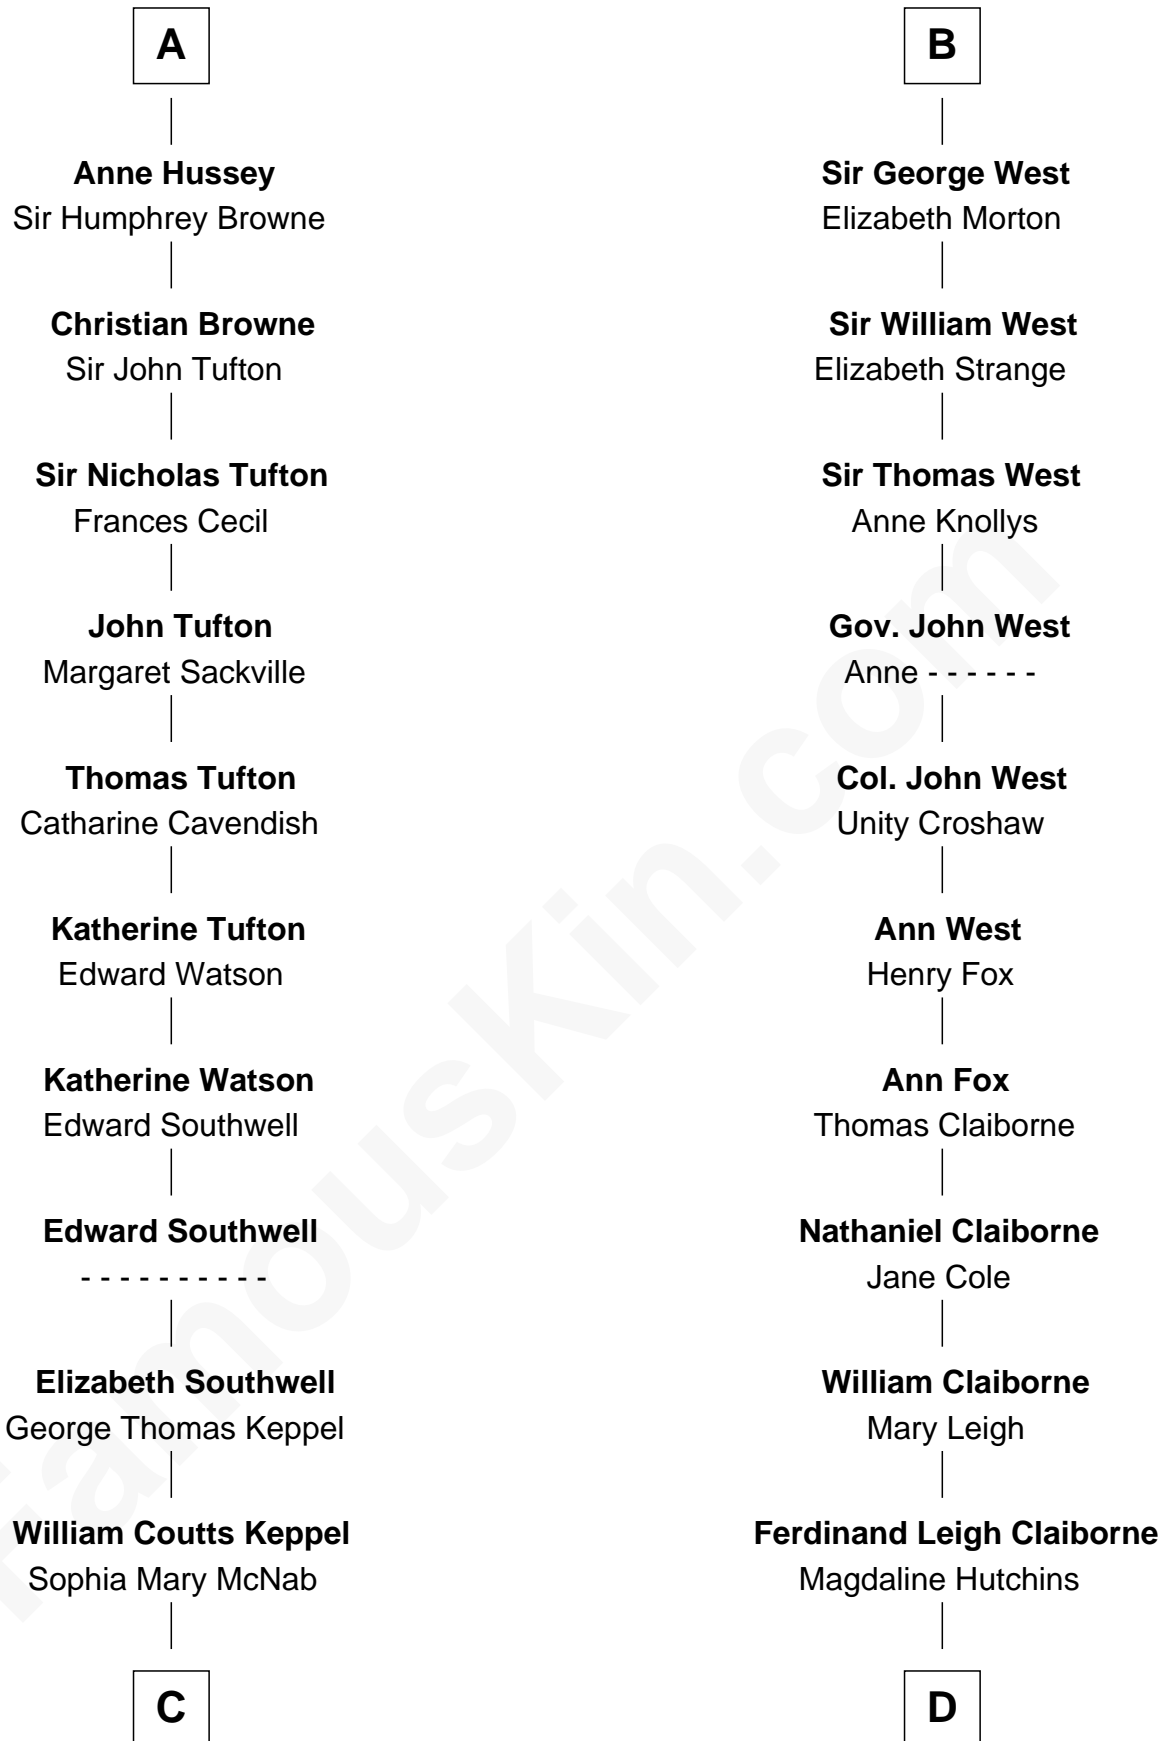 A
Anne Hussey
Sir Humphrey Browne
Christian Browne
Sir John Tufton
Sir Nicholas Tufton
Frances Cecil
John Tufton
Margaret Sackville
Thomas Tufton
Catharine Cavendish
Katherine Tufton
Edward Watson
Katherine Watson
Edward Southwell
Edward Southwell
- - - - - - - - - -
Elizabeth Southwell
George Thomas Keppel
William Coutts Keppel
Sophia Mary McNab
C
B
Sir George West
Elizabeth Morton
Sir William West
Elizabeth Strange
Sir Thomas West
Anne Knollys
Gov. John West
Anne - - - - - -
Col. John West
Unity Croshaw
Ann West
Henry Fox
Ann Fox
Thomas Claiborne
Nathaniel Claiborne
Jane Cole
William Claiborne
Mary Leigh
Ferdinand Leigh Claiborne
Magdaline Hutchins
D
FamousKin.com